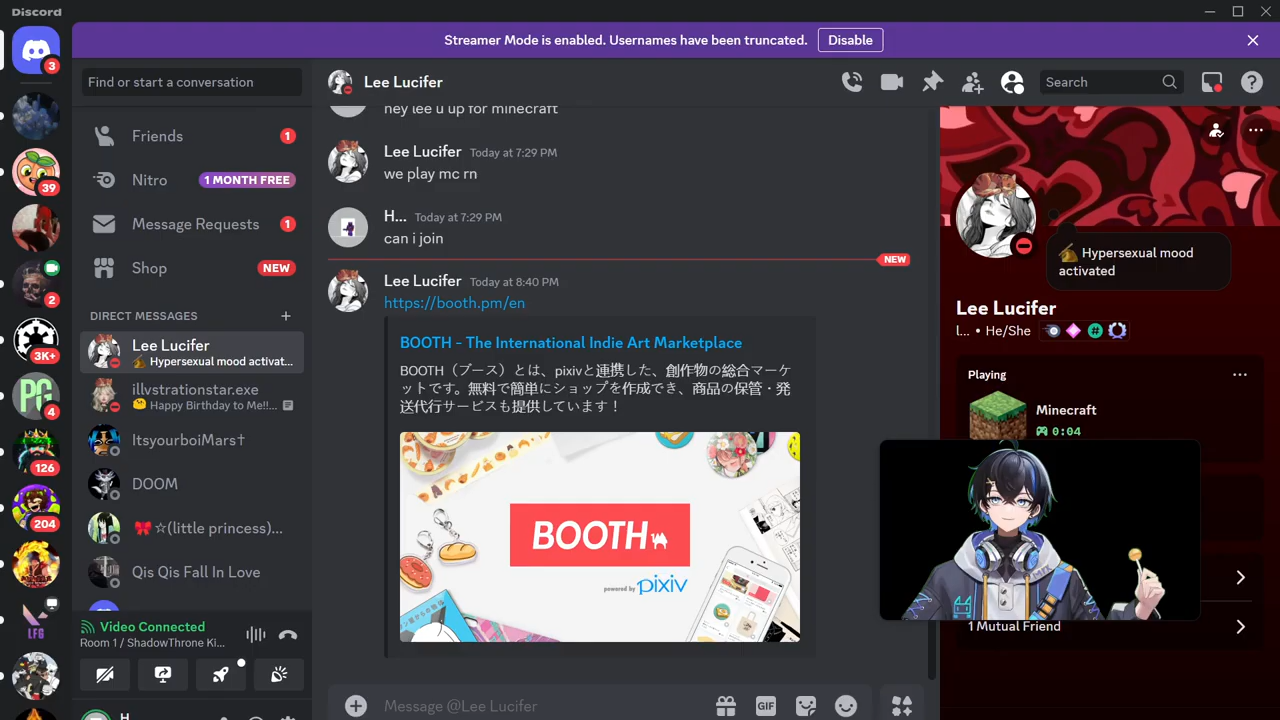 Discord
Streamer Mode is enabled. Usernames have been truncated.
Disable
3
39
2
3K+
PG
4
126
204
LFG
Find or start a conversation
Friends
1
Nitro
1 MONTH FREE
Message Requests
1
Shop
NEW
DIRECT MESSAGES
Lee Lucifer
Hypersexual mood activat...
illvstrationstar.exe
Happy Birthday to Me!!...
ItsyourboiMars†
DOOM
🎀☆(little princess)...
Qis Qis Fall In Love
Video Connected
Room 1 / ShadowThrone Ki...
H
Lee Lucifer
Search
hey lee u up for minecraft
Lee Lucifer Today at 7:29 PM
we play mc rn
H... Today at 7:29 PM
can i join
NEW
Lee Lucifer Today at 8:40 PM
https://booth.pm/en
BOOTH - The International Indie Art Marketplace
BOOTH（ブース）とは、pixivと連携した、創作物の総合マーケ
ットです。無料で簡単にショップを作成でき、商品の保管・発
送代行サービスも提供しています！
BOOTH
powered by pixiv
Message @Lee Lucifer
GIF
Hypersexual mood
activated
Lee Lucifer
l... • He/She
#
Playing
Minecraft
0:04
1 Mutual Friend